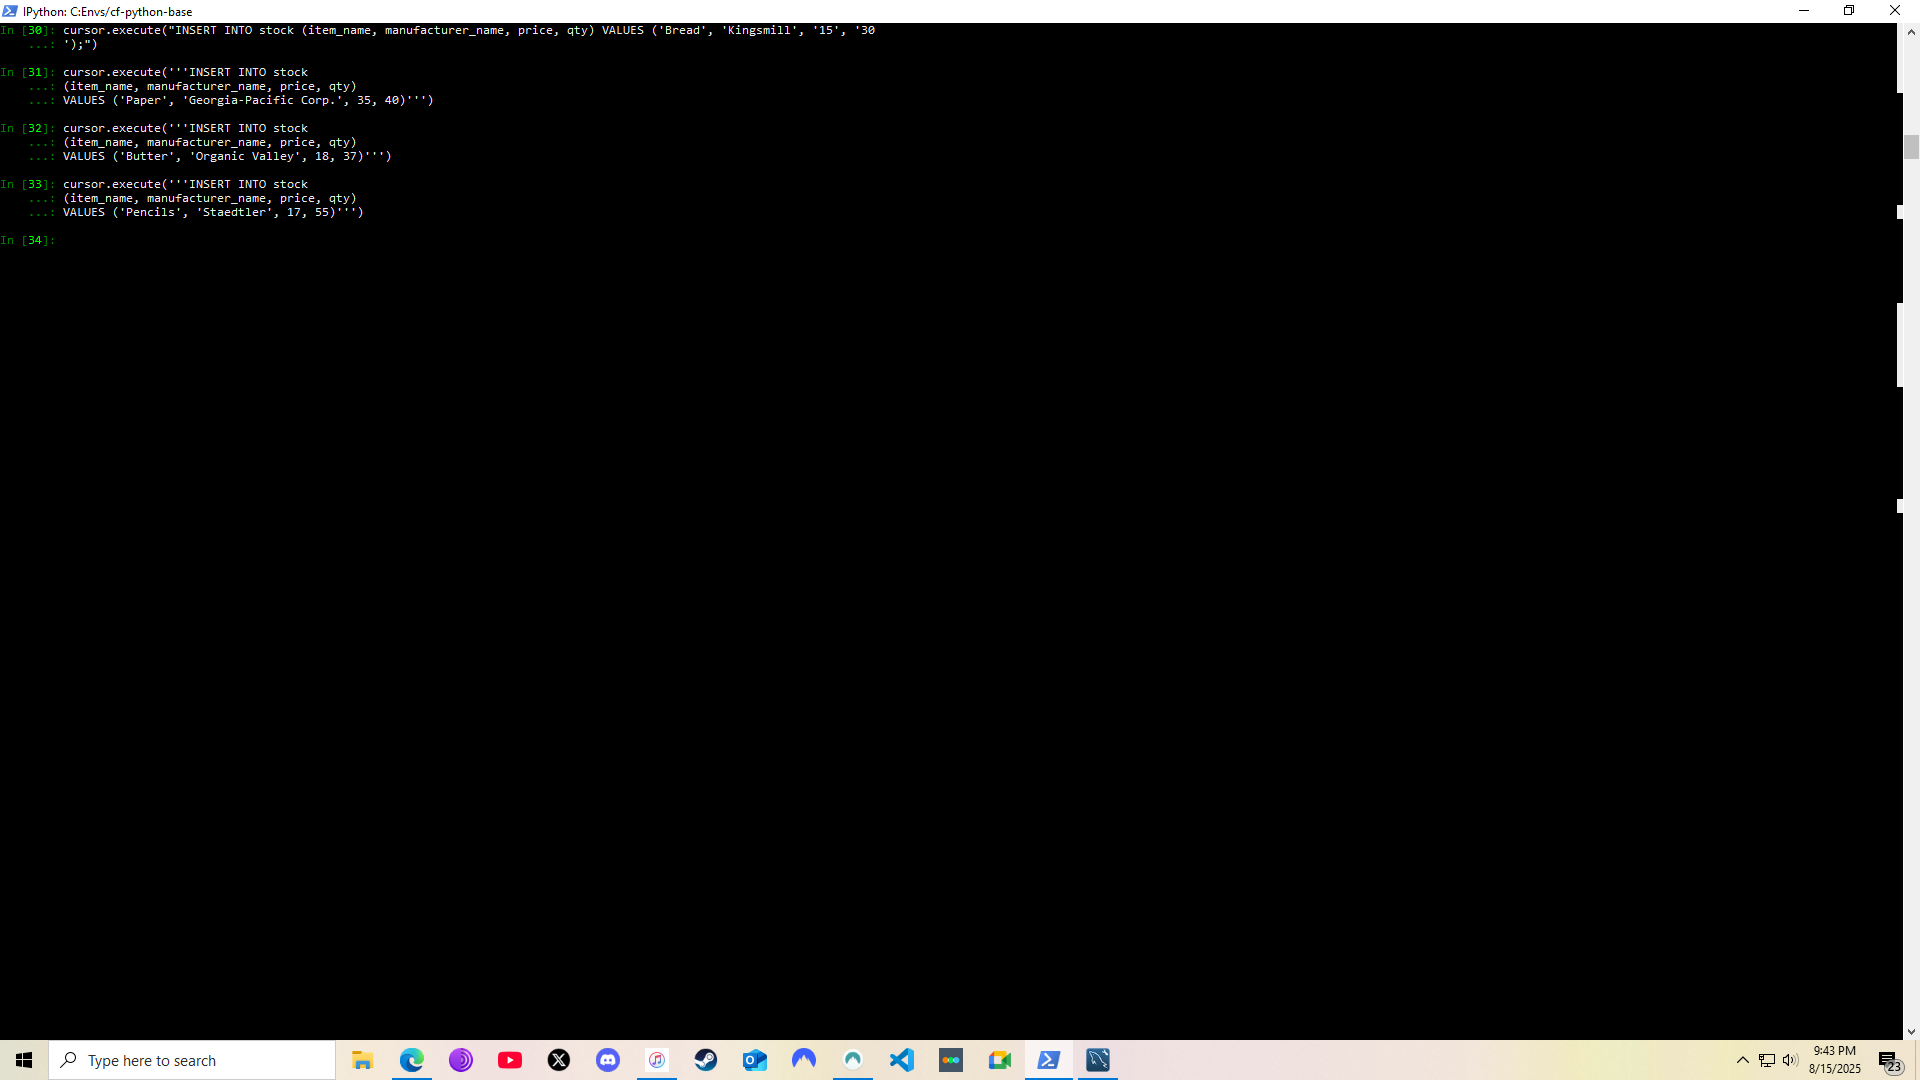 IPython: C:Envs/cf-python-base
In [30]: cursor.execute("INSERT INTO stock (item_name, manufacturer_name, price, qty) VALUES ('Bread', 'Kingsmill', '15', '30
...: ');")
In [31]: cursor.execute('''INSERT INTO stock
...: (item_name, manufacturer_name, price, qty)
...: VALUES ('Paper', 'Georgia-Pacific Corp.', 35, 40)''')
In [32]: cursor.execute('''INSERT INTO stock
...: (item_name, manufacturer_name, price, qty)
...: VALUES ('Butter', 'Organic Valley', 18, 37)''')
In [33]: cursor.execute('''INSERT INTO stock
...: (item_name, manufacturer_name, price, qty)
...: VALUES ('Pencils', 'Staedtler', 17, 55)''')
In [34]:
Type here to search
9:43 PM
8/15/2025
23